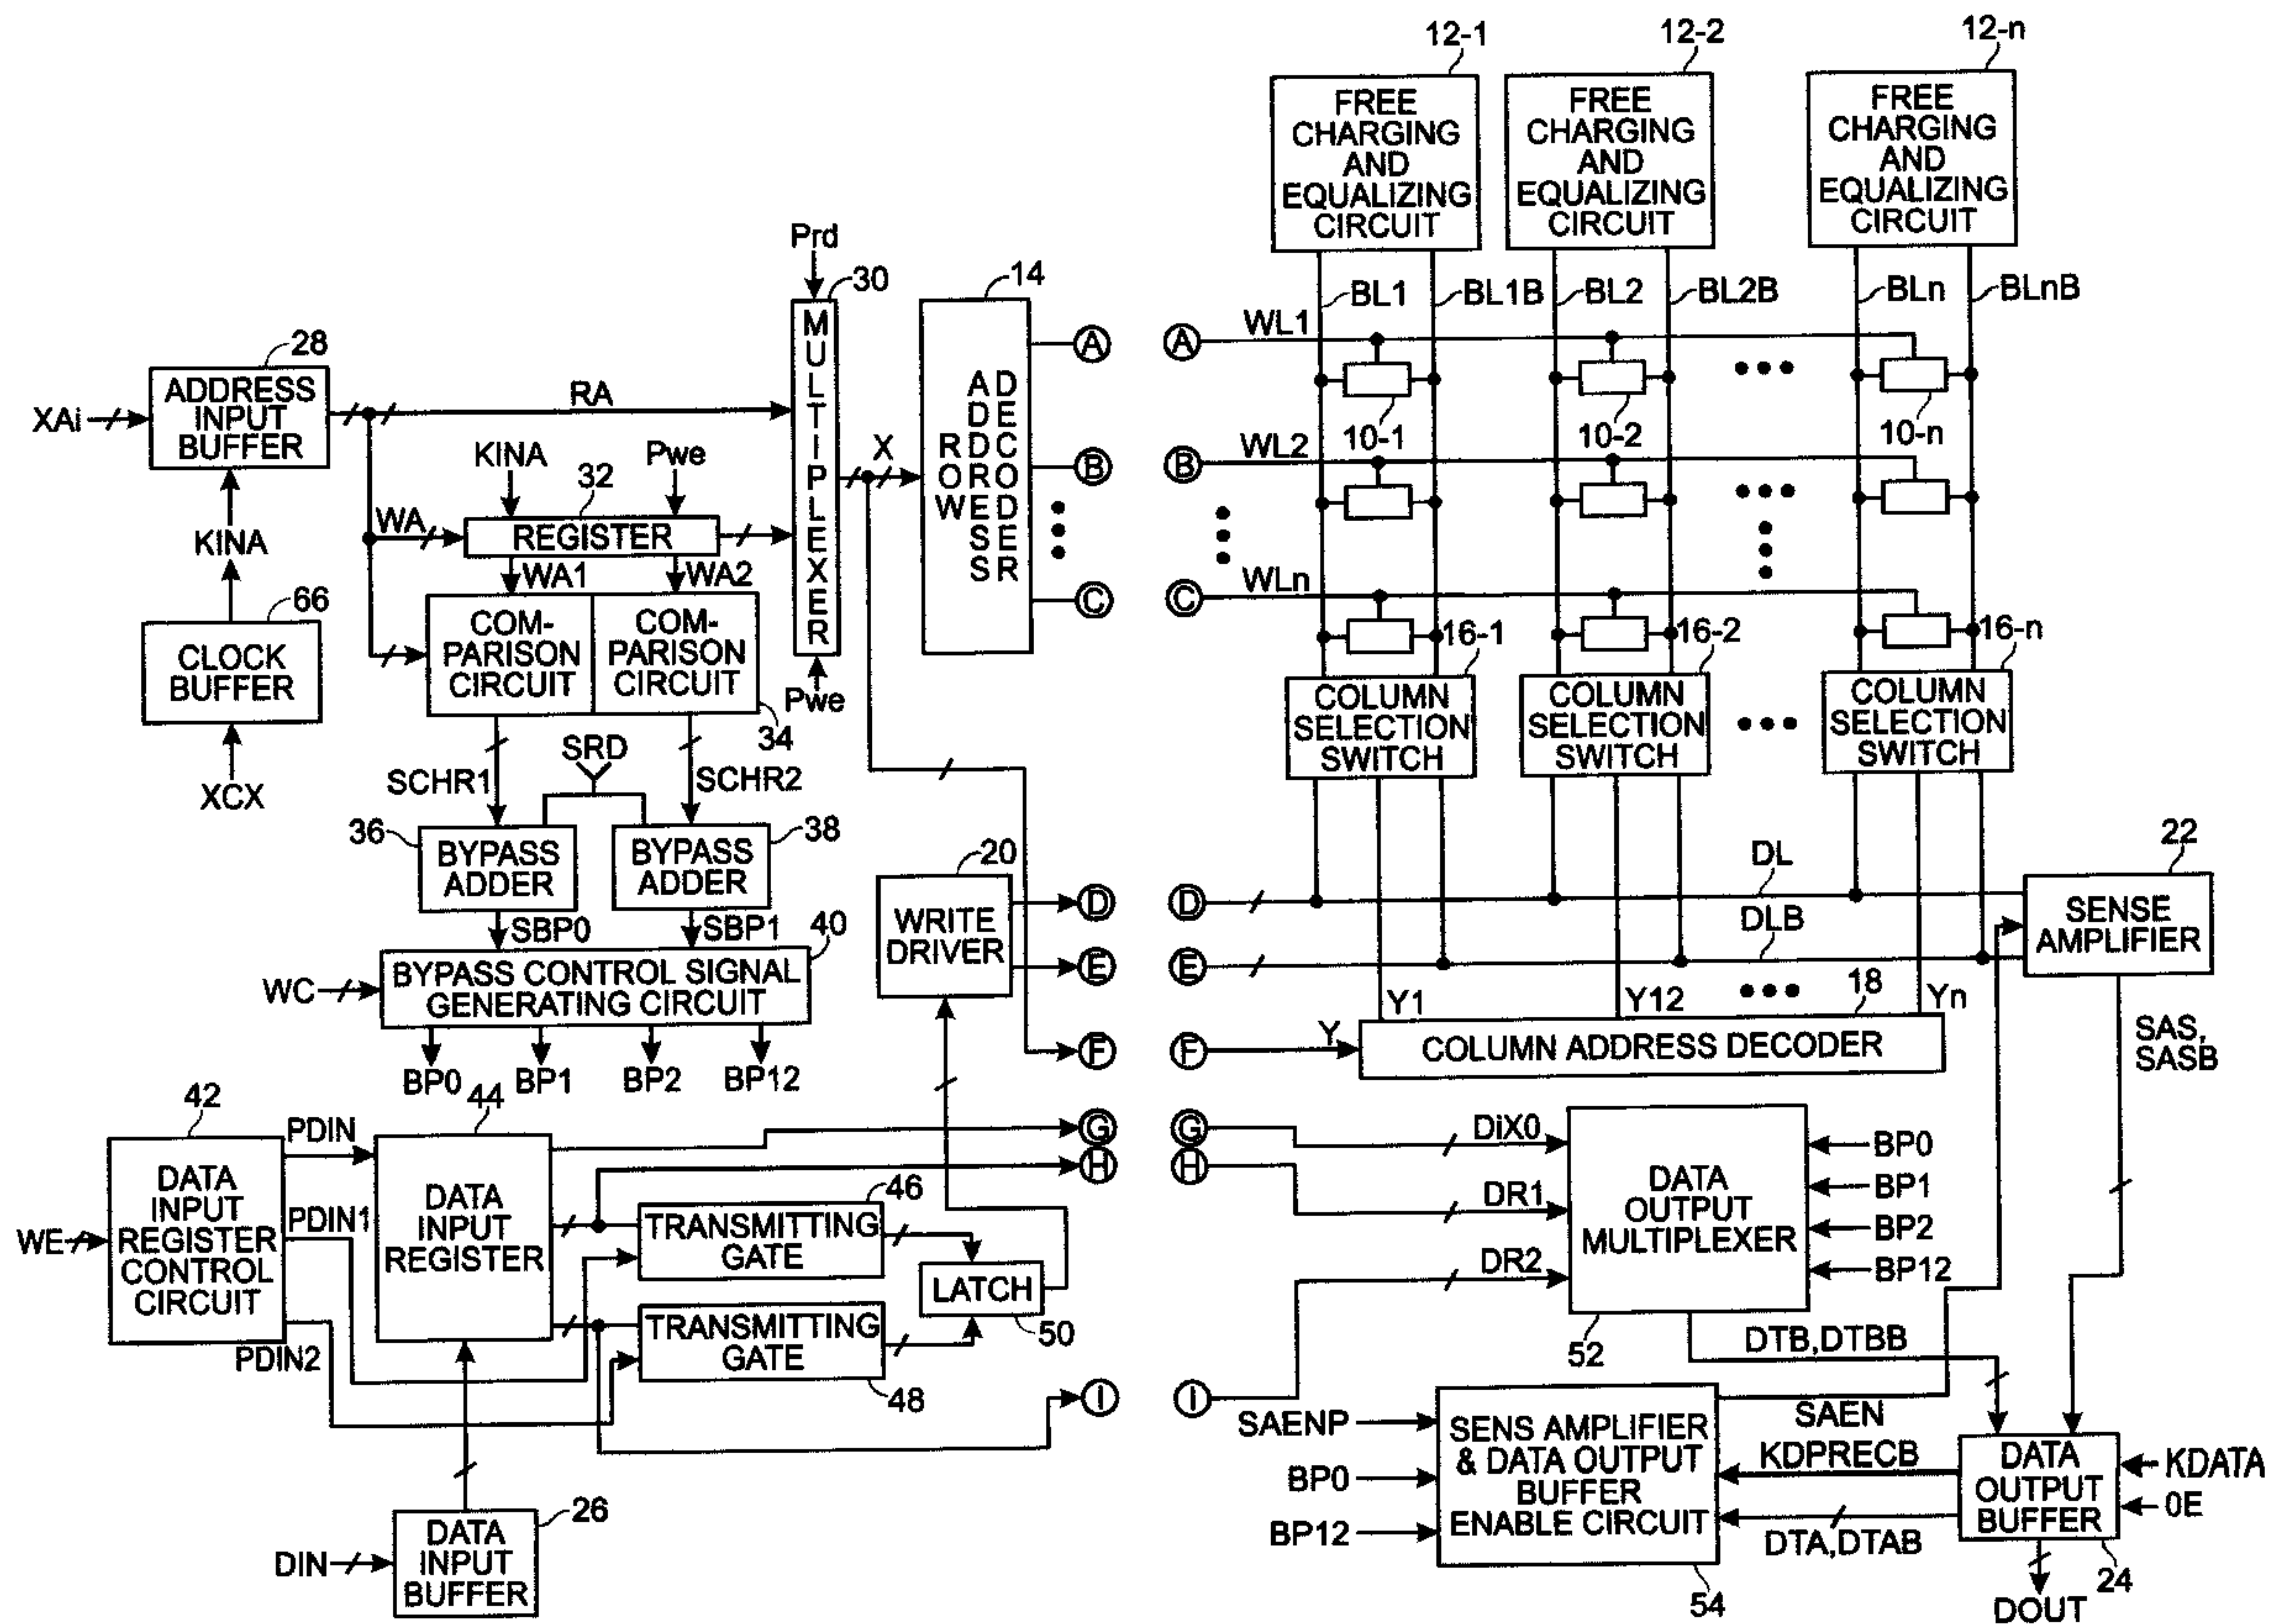 12-1
12-2
12-n
FREE
CHARGING
AND
EQUALIZING
CIRCUIT
FREE
CHARGING
AND
EQUALIZING
CIRCUIT
FREE
CHARGING
AND
EQUALIZING
CIRCUIT
Prd
30
14
BL1
BL1B
BL2
BL2B
BLn
BLnB
MULTIPLEXER
ROW
ADDRESS
DECODER
A
B
C
A
WL1
B
WL2
C
WLn
10-1
10-2
10-n
28
ADDRESS
INPUT
BUFFER
XAi
RA
KINA
Pwe
32
WA
REGISTER
X
KINA
WA1
WA2
66
CLOCK
BUFFER
XCX
COM-
PARISON
CIRCUIT
COM-
PARISON
CIRCUIT
34
Pwe
16-1
16-2
16-n
COLUMN
SELECTION
SWITCH
COLUMN
SELECTION
SWITCH
COLUMN
SELECTION
SWITCH
SRD
SCHR1
SCHR2
36
BYPASS
ADDER
38
BYPASS
ADDER
SBP0
SBP1
40
WC
BYPASS CONTROL SIGNAL
GENERATING CIRCUIT
BP0
BP1
BP2
BP12
20
WRITE
DRIVER
D
E
F
D
E
F
DL
DLB
22
SENSE
AMPLIFIER
Y1
Y12
18
Yn
Y
COLUMN ADDRESS DECODER
SAS,
SASB
42
WE
DATA
INPUT
REGISTER
CONTROL
CIRCUIT
PDIN
PDIN1
PDIN2
44
DATA
INPUT
REGISTER
46
TRANSMITTING
GATE
TRANSMITTING
GATE
48
LATCH
50
G
H
I
G
H
I
DiX0
DR1
DR2
DATA
OUTPUT
MULTIPLEXER
BP0
BP1
BP2
BP12
52
DTB,DTBB
DIN
DATA
INPUT
BUFFER
26
SAENP
BP0
BP12
SENS AMPLIFIER
& DATA OUTPUT
BUFFER
ENABLE CIRCUIT
54
SAEN
KDPRECB
DTA,DTAB
DATA
OUTPUT
BUFFER
KDATA
0E
24
DOUT